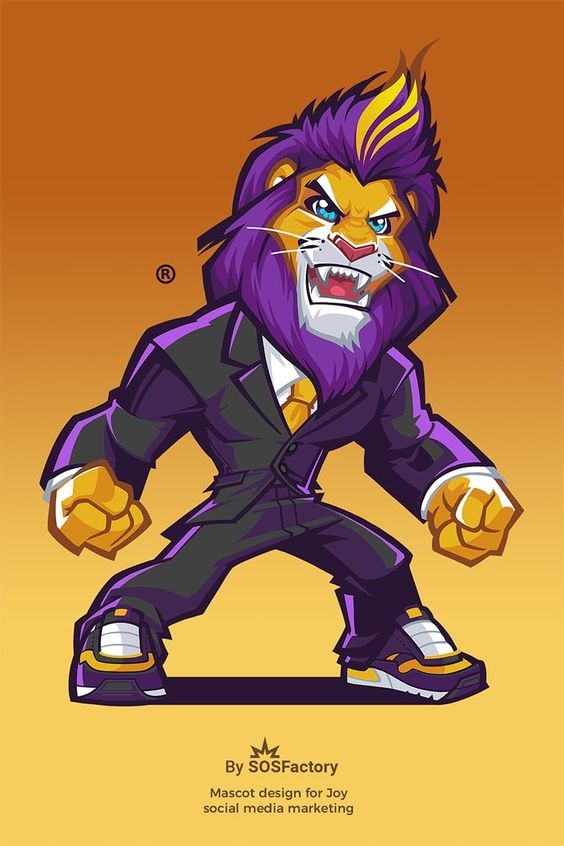 ®
By SOSFactory
Mascot design for Joy
social media marketing